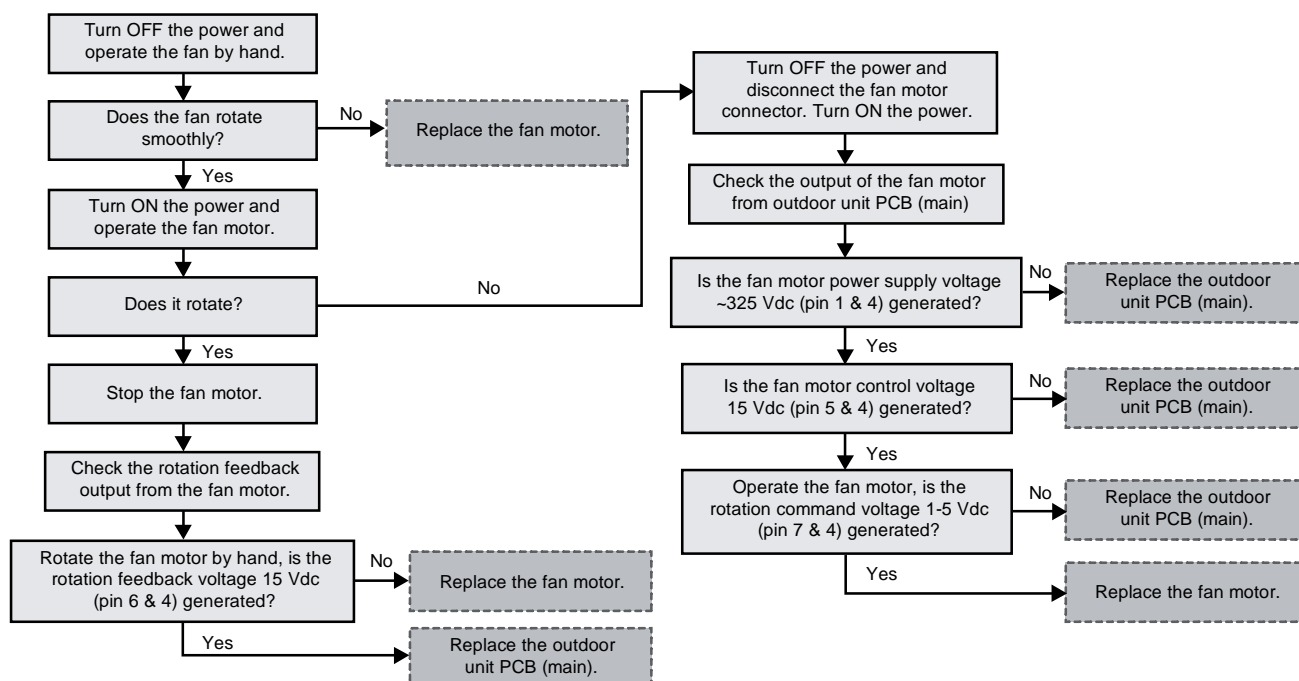 Turn OFF the power and
operate the fan by hand.
Does the fan rotate
smoothly?
No
Replace the fan motor.
Yes
Turn ON the power and
operate the fan motor.
Does it rotate?
No
Yes
Stop the fan motor.
Check the rotation feedback
output from the fan motor.
Rotate the fan motor by hand, is the
rotation feedback voltage 15 Vdc
(pin 6 & 4) generated?
No
Replace the fan motor.
Yes
Replace the outdoor
unit PCB (main).
Turn OFF the power and
disconnect the fan motor
connector. Turn ON the power.
Check the output of the fan motor
from outdoor unit PCB (main)
Is the fan motor power supply voltage
~325 Vdc (pin 1 & 4) generated?
No
Replace the outdoor
unit PCB (main).
Yes
Is the fan motor control voltage
15 Vdc (pin 5 & 4) generated?
No
Replace the outdoor
unit PCB (main).
Yes
Operate the fan motor, is the
rotation command voltage 1-5 Vdc
(pin 7 & 4) generated?
No
Replace the outdoor
unit PCB (main).
Yes
Replace the fan motor.